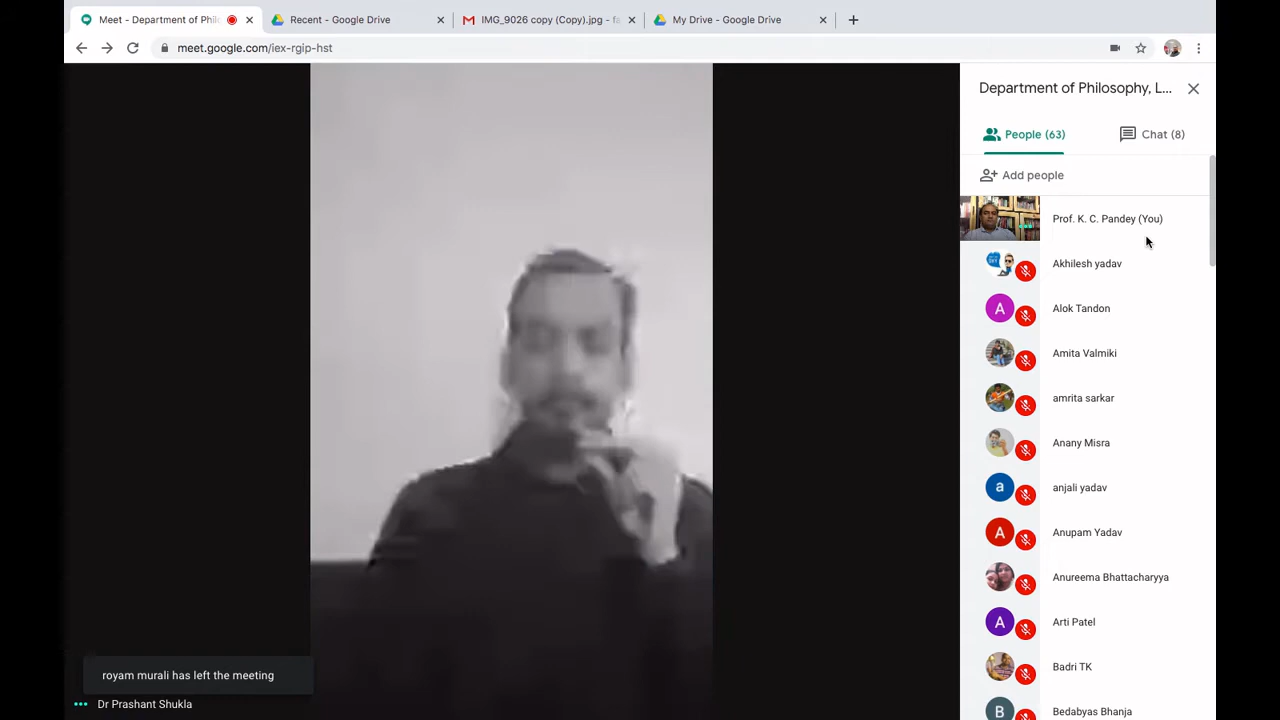 Meet - Department of Philo
Recent - Google Drive
IMG_9026 copy (Copy).jpg - fa
My Drive - Google Drive
meet.google.com/iex-rgip-hst
Department of Philosophy, L...
People (63)
Chat (8)
Add people
Prof. K. C. Pandey (You)
Akhilesh yadav
A
Alok Tandon
Amita Valmiki
amrita sarkar
Anany Misra
a
anjali yadav
A
Anupam Yadav
Anureema Bhattacharyya
A
Arti Patel
Badri TK
B
Bedabyas Bhanja
royam murali has left the meeting
Dr Prashant Shukla